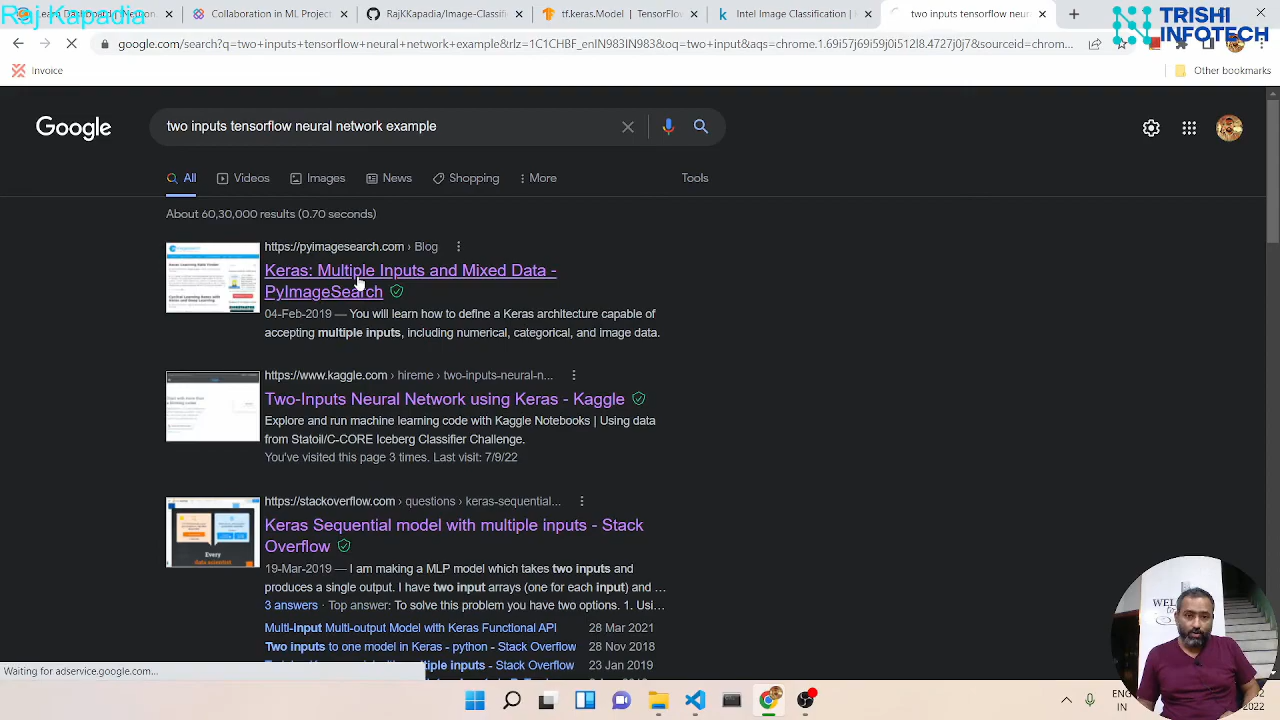 Raj Kapadia
Learn Dashboard | Neuron
Collaboration in ML Project
RajKKapadia
tf.keras.Model | TensorFlow
Intel Image Classification |
two inputs tensorflow neur
TRISHI
INFOTECH
google.com/search?q=two+inputs+tensorflow+neural+
1CHBF_enIN983IN983&oq=two+input&aqs=chrome.1.69i57j69i59j0i512l8.4727j0j7&sourceid=chrom...
Invoice
Other bookmarks
Google
two inputs tensorflow neural network example
All
Videos
Images
News
Shopping
More
Tools
About 60,30,000 results (0.70 seconds)
https://pyimagesearch.com › Blog
Keras: Multiple Inputs and Mixed Data -
PyImageSearch
04-Feb-2019 — You will learn how to define a Keras architecture capable of
accepting multiple inputs, including numerical, categorical, and image data.
https://www.kaggle.com › hireme › two-inputs-neural-n...
Two-Inputs Neural Network using Keras - Kaggle
Explore and run machine learning code with Kaggle Notebooks | Using data
from Statoil/C-CORE Iceberg Classifier Challenge.
You've visited this page 3 times. Last visit: 7/9/22
https://stackoverflow.com › questions › keras-sequential...
Keras Sequential model with multiple inputs - Stack
Overflow
19-Mar-2019 — I am making a MLP model which takes two inputs and
produces a single output. I have two input arrays (one for each input) and …
3 answers · Top answer: To solve this problem you have two options. 1. Usi…
Multi-Input Multi-output Model with Keras Functional API 28 Mar 2021
Two inputs to one model in Keras - python - Stack Overflow 28 Nov 2018
multiple inputs - Stack Overflow 23 Jan 2019
Every
data scientist
WEL
to
Waiting for adservice.google.com...
ENG
IN
2022